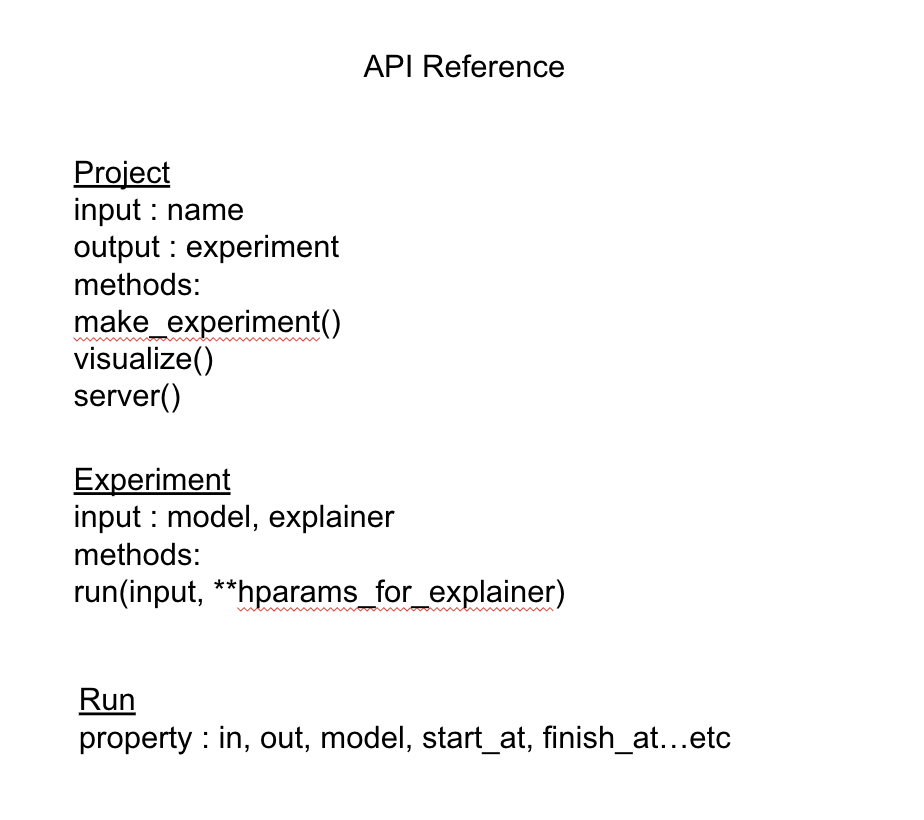 API Reference
Project
input : name
output : experiment
methods:
make_experiment()
visualize()
server()
Experiment
input : model, explainer
methods:
run(input, **hparams_for_explainer)
Run
property : in, out, model, start_at, finish_at…etc